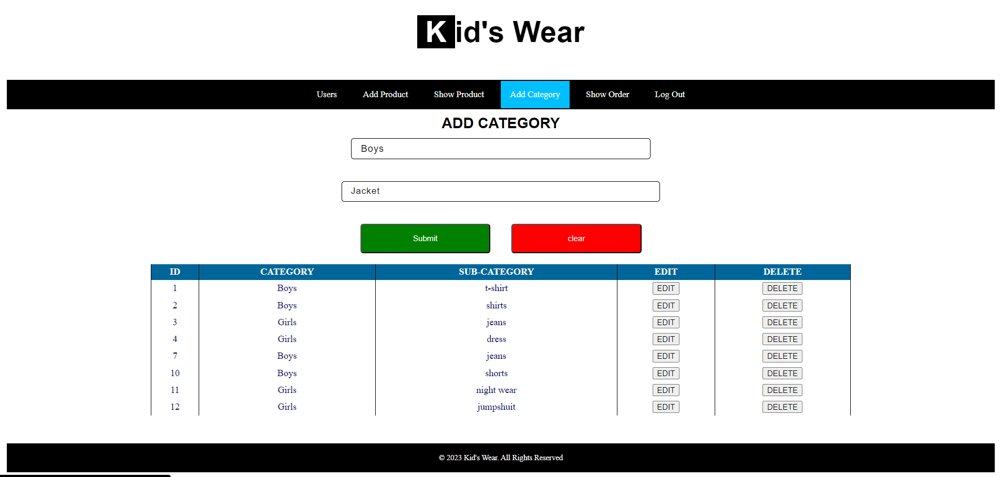 Kid's Wear
Users Add Product Show Product Add Category Show Order Log Out
ADD CATEGORY
Boys
Jacket
Submit clear
ID CATEGORY SUB-CATEGORY EDIT DELETE
1 Boys t-shirt EDIT DELETE
2 Boys shirts EDIT DELETE
3 Girls jeans EDIT DELETE
4 Girls dress EDIT DELETE
7 Boys jeans EDIT DELETE
10 Boys shorts EDIT DELETE
11 Girls night wear EDIT DELETE
12 Girls jumpshuit EDIT DELETE
© 2023 Kid's Wear. All Rights Reserved